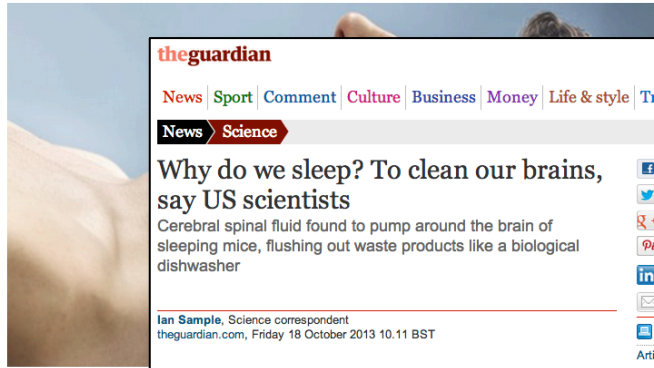 theguardian
News Sport Comment Culture Business Money Life & style
News Science
Why do we sleep? To clean our brains,
say US scientists
Cerebral spinal fluid found to pump around the brain of
sleeping mice, flushing out waste products like a biological
dishwasher
Ian Sample, Science correspondent
theguardian.com, Friday 18 October 2013 10.11 BST
in